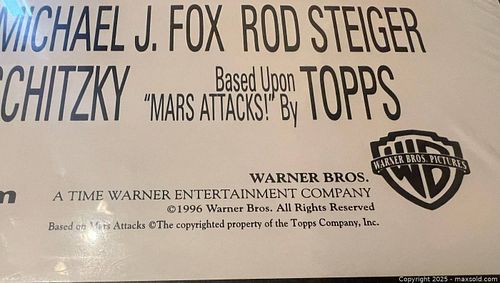 MICHAEL J. FOX ROD STEIGER
CHITZKY Based Upon "MARS ATTACKS!" By TOPPS
WARNER BROS.
A TIME WARNER ENTERTAINMENT COMPANY
©1996 Warner Bros. All Rights Reserved
Based on Mars Attacks ©The copyrighted property of the Topps Company, Inc.
WARNER BROS. PICTURES
WB
m
Copyright 2025 - maxsold.com